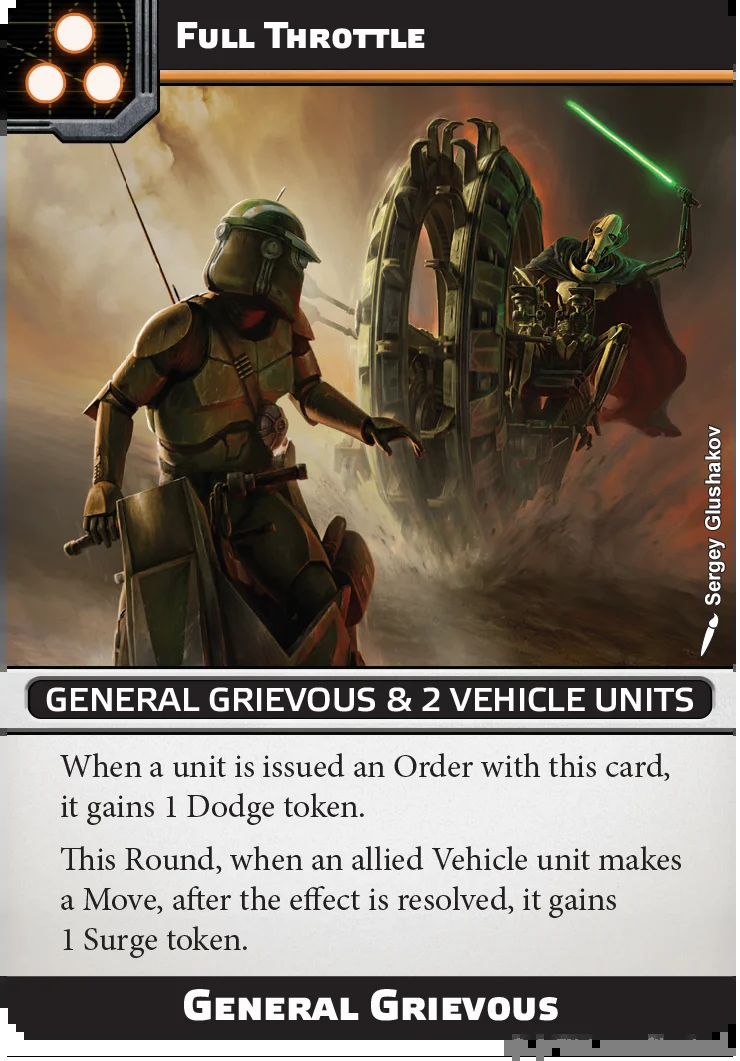 Full Throttle
Sergey Glushakov
GENERAL GRIEVOUS & 2 VEHICLE UNITS
When a unit is issued an Order with this card,
it gains 1 Dodge token.
This Round, when an allied Vehicle unit makes
a Move, after the effect is resolved, it gains
1 Surge token.
General Grievous